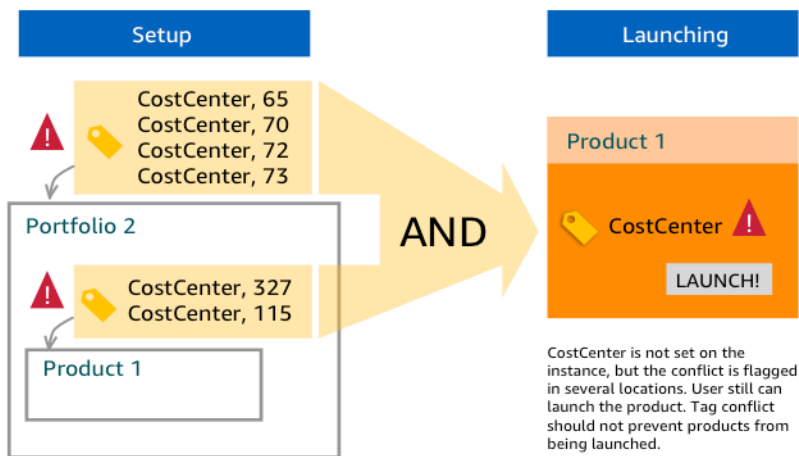 Setup
Launching
CostCenter, 65
CostCenter, 70
CostCenter, 72
CostCenter, 73
!
Portfolio 2
!
CostCenter, 327
CostCenter, 115
Product 1
AND
Product 1
CostCenter
!
LAUNCH!
CostCenter is not set on the
instance, but the conflict is flagged
in several locations. User still can
launch the product. Tag conflict
should not prevent products from
being launched.